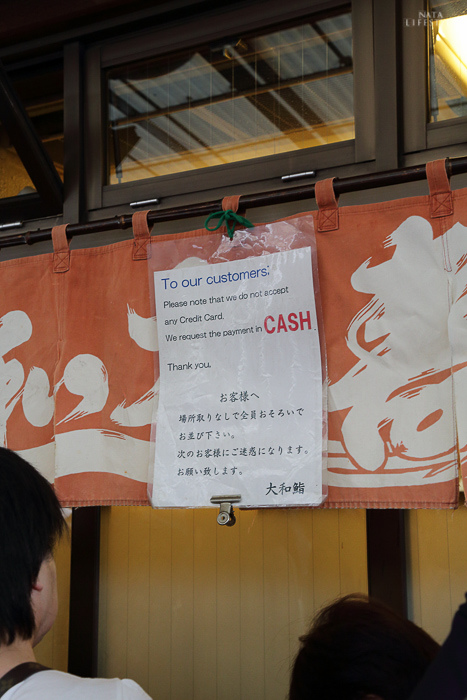 NATA
To our customers;
Please note that we do not accept
any Credit Card.
We request the payment in CASH.
Thank you.
お客様へ
場所取りなしで全員おそろいで
お並び下さい。
次のお客様にご迷惑になります。
お願い致します。
大和鮨